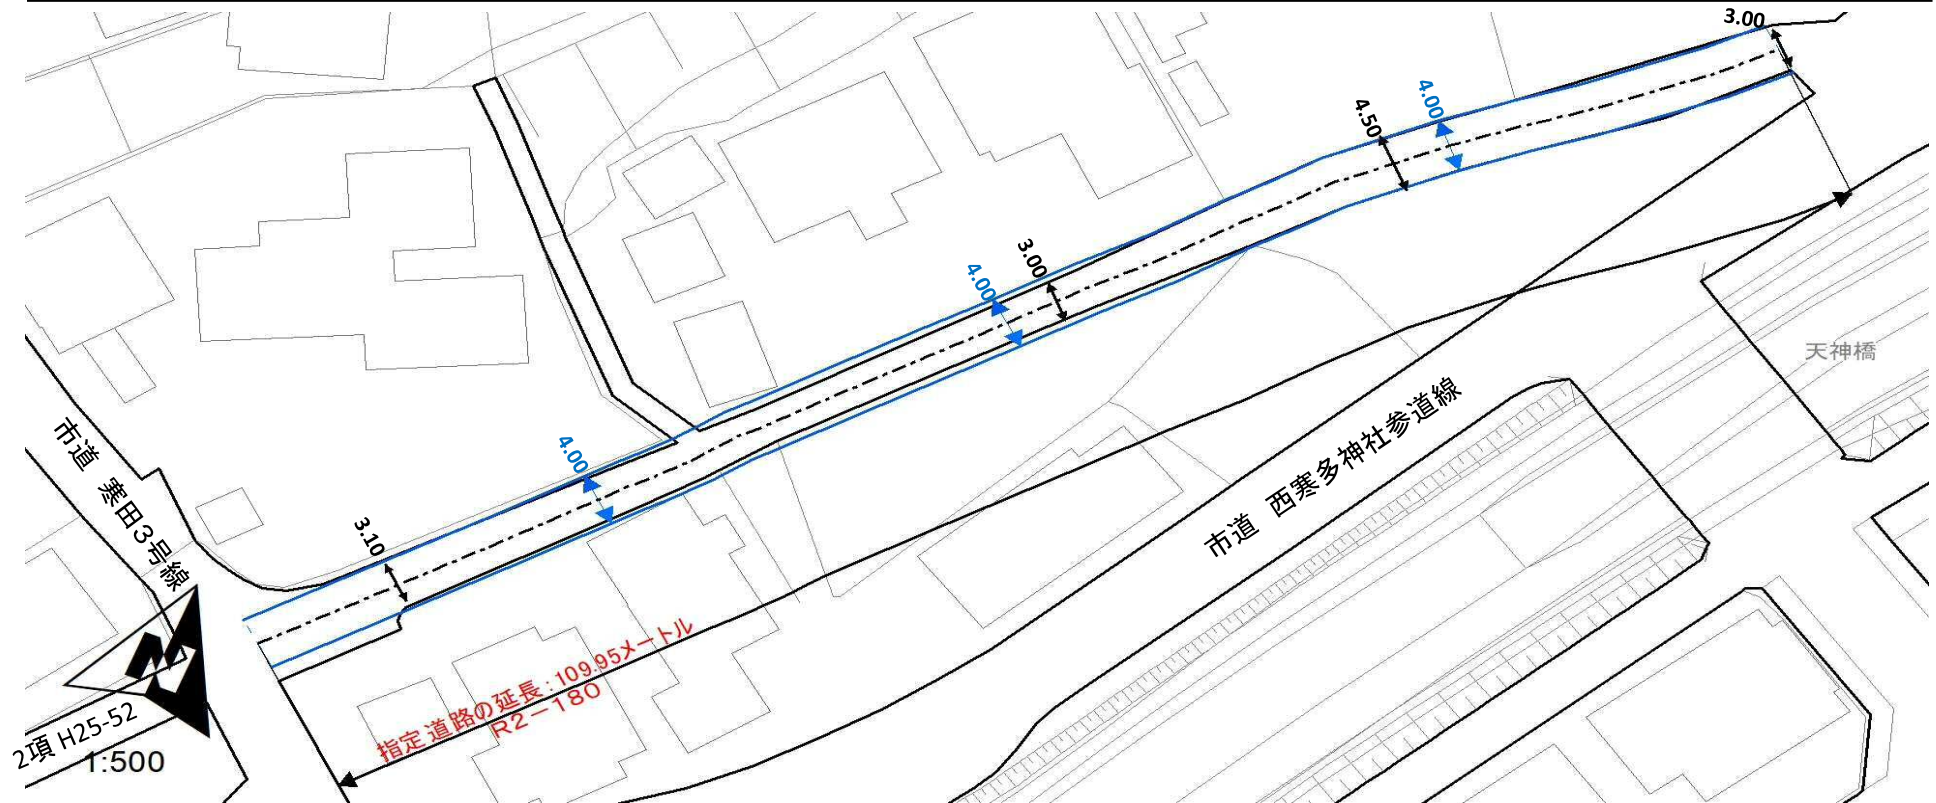 3.00
4.00
4.50
3.00
4.00
天神橋
市道 西寒多神社参道線
4.00
市道 寒田3号線
3.10
指定道路の延長:109.95メートル
R2-180
2項 H25-52
1:500